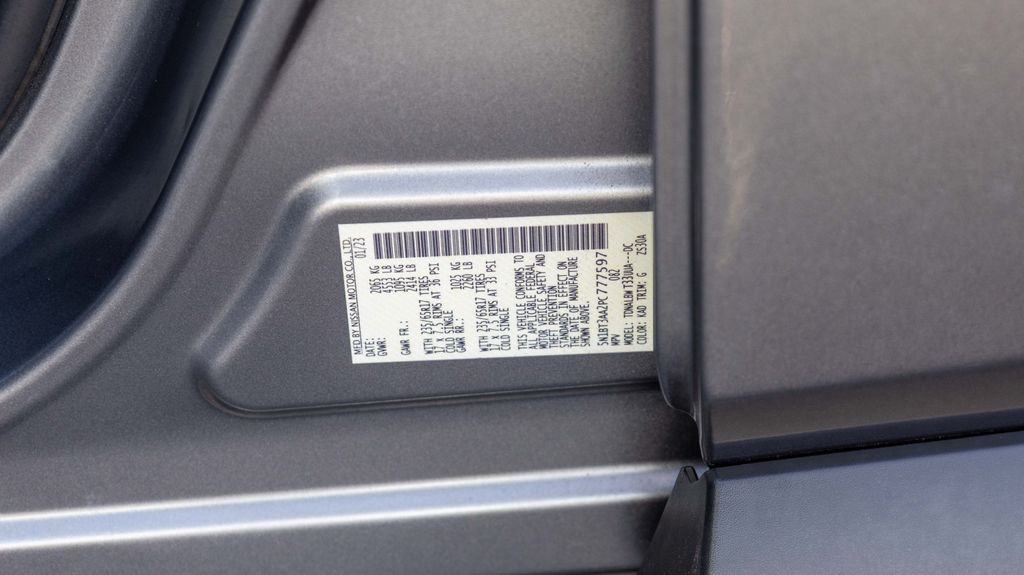 MFD.BY NISSAN MOTOR CO.,LTD.
DATE: 01/23
GVWR: 2065 KG
4553 LB
GAWR FR.: 1095 KG
2414 LB
WITH 235/65R17 TIRES
17 X 7.5 RIMS AT 36 PSI
COLD SINGLE
GAWR RR.: 1025 KG
2260 LB
WITH 235/65R17 TIRES
17 X 7.5 RIMS AT 33 PSI
COLD SINGLE
THIS VEHICLE CONFORMS TO
ALL APPLICABLE FEDERAL
MOTOR VEHICLE SAFETY AND
THEFT PREVENTION
STANDARDS IN EFFECT ON
THE DATE OF MANUFACTURE
SHOWN ABOVE.
5N1BT3AA2PC777597
MPV 1G2
MODEL: TDNALBW T33UUA---DC
COLOR: KAD TRIM: G ZS30A